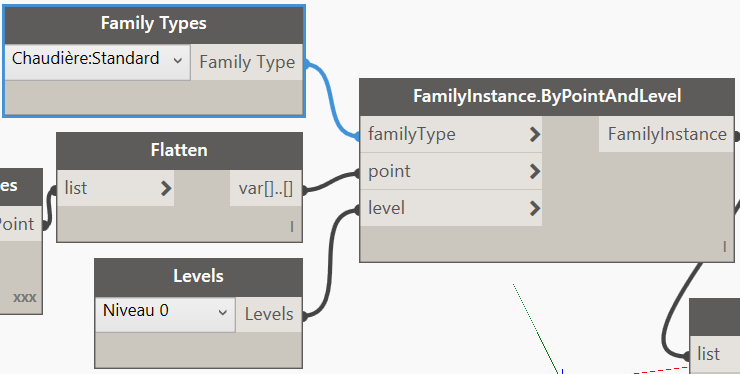 Family Types
Chaudière:Standard
Family Type
FamilyInstance.ByPointAndLevel
familyType
FamilyInstance
Flatten
point
es
list
var[]..[]
level
Point
l
l
Levels
xxx
Niveau 0
Levels
list